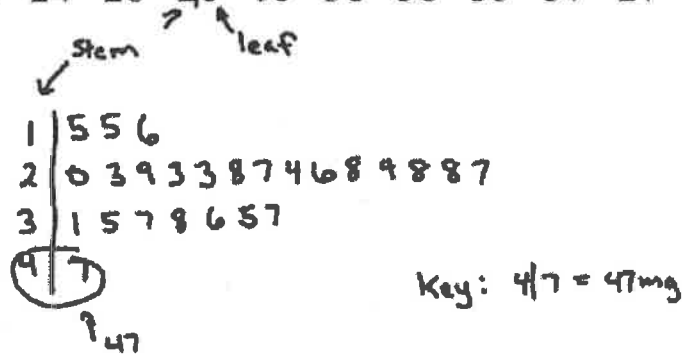 stem
leaf
1 | 5 5 6
2 | 0 3 9 3 3 8 7 4 6 8 9 8 8 7
3 | 1 5 7 8 6 5 7
4 | 7
Key: 4|7 = 47mg
47